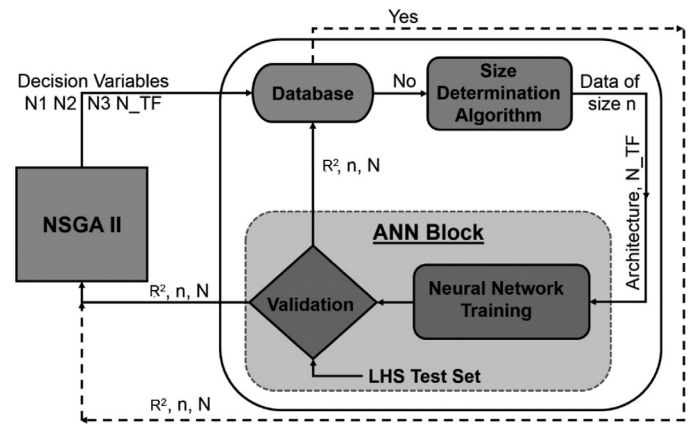 Yes
Decision Variables
N1 N2 N3 N_TF
Database
No
Size
Determination
Algorithm
Data of
size n
R², n, N
Architecture, N_TF
NSGA II
ANN Block
R², n, N
Validation
Neural Network
Training
LHS Test Set
R², n, N